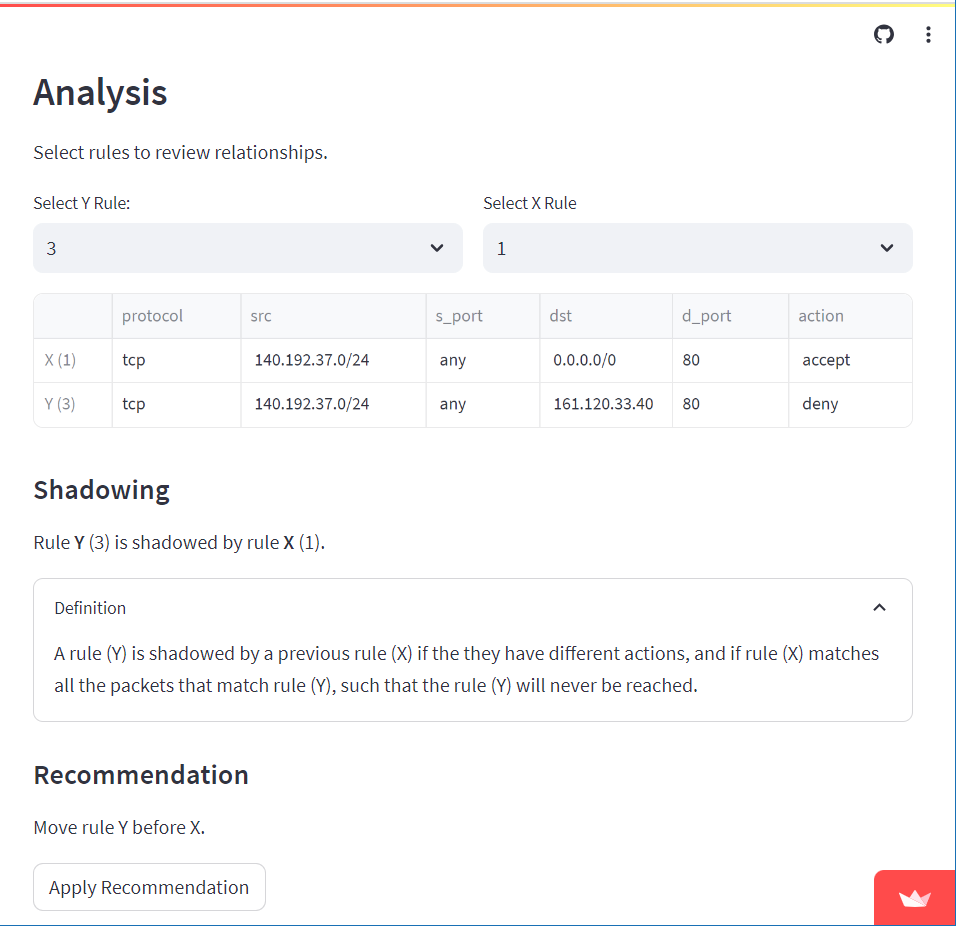 Analysis
Select rules to review relationships.
Select Y Rule:
Select X Rule
3
1
protocol src s_port dst d_port action
X (1) tcp 140.192.37.0/24 any 0.0.0.0/0 80 accept
Y (3) tcp 140.192.37.0/24 any 161.120.33.40 80 deny
Shadowing
Rule Y (3) is shadowed by rule X (1).
Definition
A rule (Y) is shadowed by a previous rule (X) if the they have different actions, and if rule (X) matches
all the packets that match rule (Y), such that the rule (Y) will never be reached.
Recommendation
Move rule Y before X.
Apply Recommendation